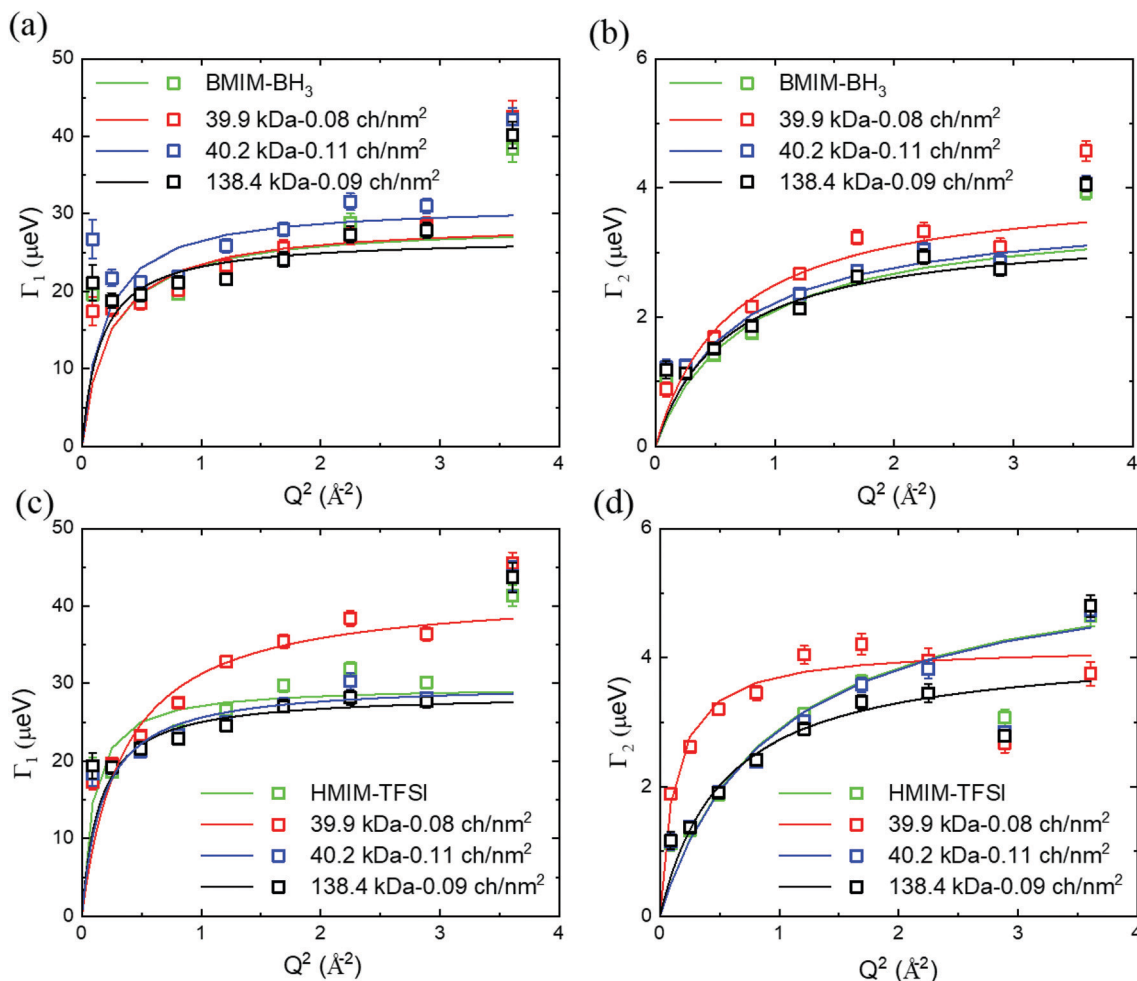 (a)
50
40
30
20
10
0
Γ₁ (μeV)
BMIM-BH₃
39.9 kDa-0.08 ch/nm²
40.2 kDa-0.11 ch/nm²
138.4 kDa-0.09 ch/nm²
0 1 2 3 4
Q² (Å⁻²)
(b)
6
4
2
0
Γ₂ (μeV)
BMIM-BH₃
39.9 kDa-0.08 ch/nm²
40.2 kDa-0.11 ch/nm²
138.4 kDa-0.09 ch/nm²
0 1 2 3 4
Q² (Å⁻²)
(c)
50
40
30
20
10
0
Γ₁ (μeV)
HMIM-TFSI
39.9 kDa-0.08 ch/nm²
40.2 kDa-0.11 ch/nm²
138.4 kDa-0.09 ch/nm²
0 1 2 3 4
Q² (Å⁻²)
(d)
6
4
2
0
Γ₂ (μeV)
HMIM-TFSI
39.9 kDa-0.08 ch/nm²
40.2 kDa-0.11 ch/nm²
138.4 kDa-0.09 ch/nm²
0 1 2 3 4
Q² (Å⁻²)